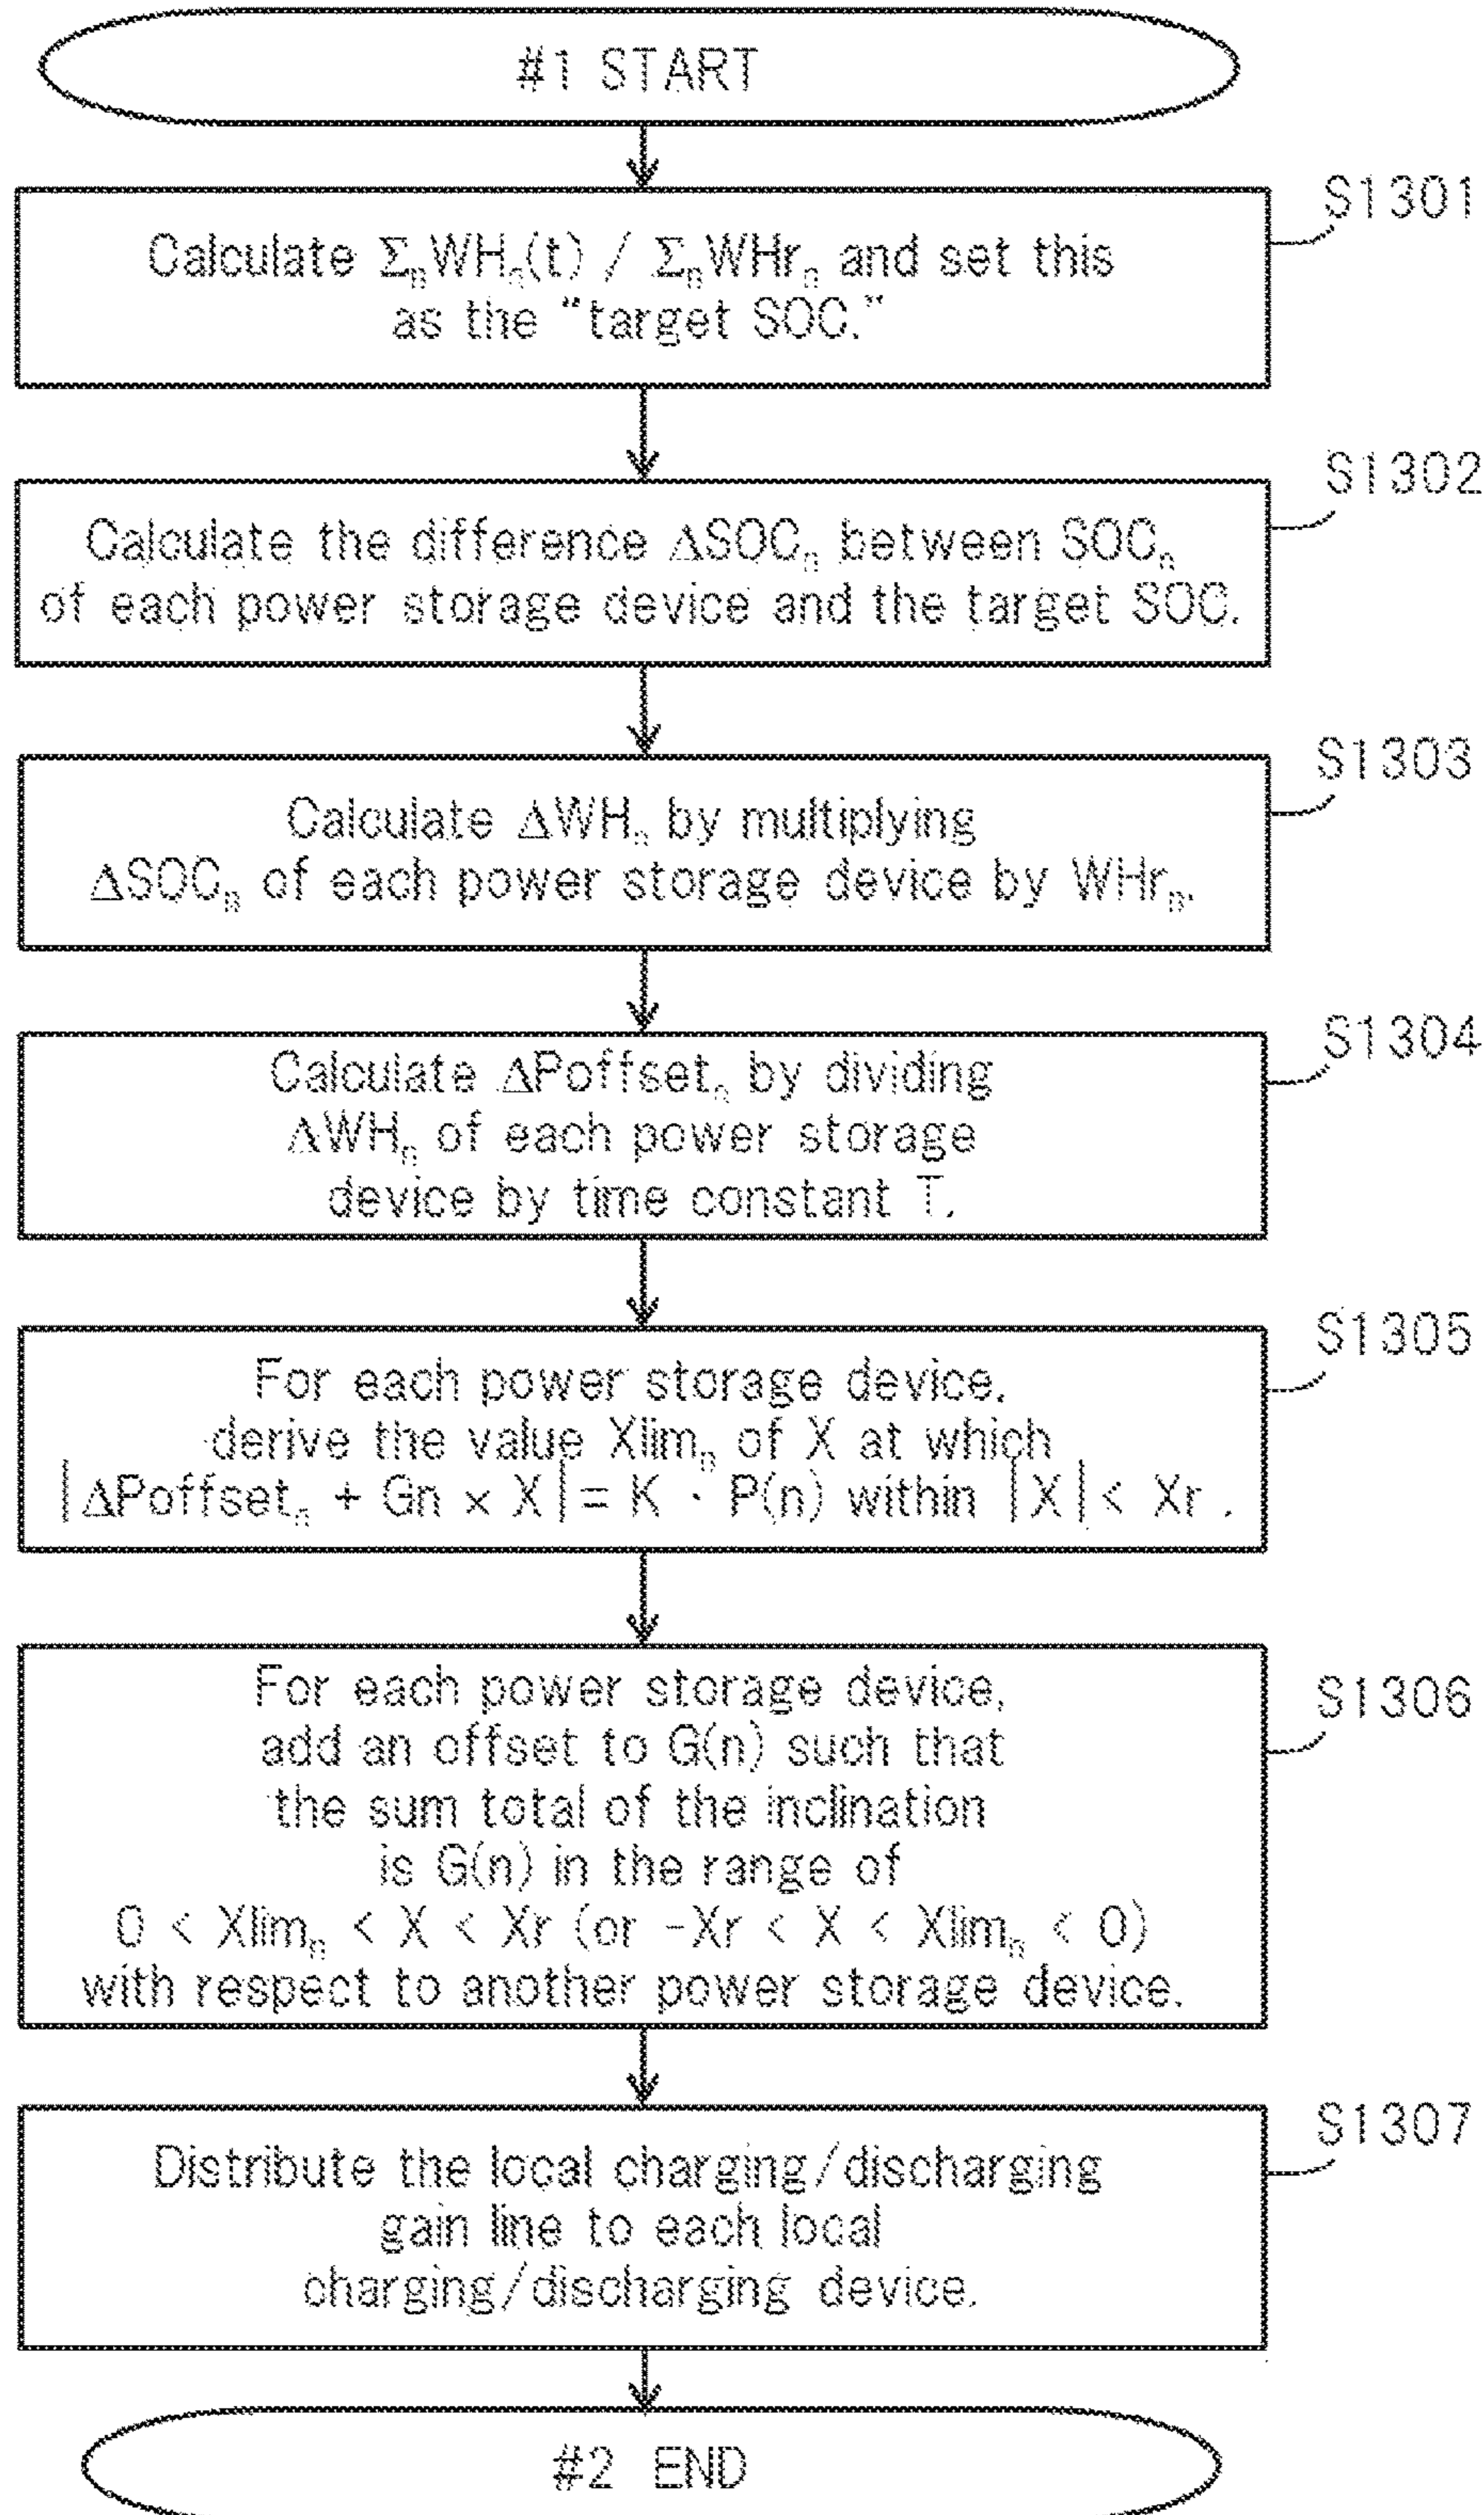 #1 START
S1301
Calculate ΣₙWHₙ(t) / ΣₙWHrₙ and set this
as the “target SOC.”
S1302
Calculate the difference ΔSOCₙ between SOCₙ
of each power storage device and the target SOC.
S1303
Calculate ΔWHₙ by multiplying
ΔSOCₙ of each power storage device by WHrₙ.
S1304
Calculate ΔPoffsetₙ by dividing
ΔWHₙ of each power storage
device by time constant T.
S1305
For each power storage device,
derive the value Xlimₙ of X at which
|ΔPoffsetₙ + Gn × X| = K · P(n) within |X| < Xr .
S1306
For each power storage device,
add an offset to G(n) such that
the sum total of the inclination
is G(n) in the range of
0 < Xlimₙ < X < Xr (or -Xr < X < Xlimₙ < 0)
with respect to another power storage device.
S1307
Distribute the local charging/discharging
gain line to each local
charging/discharging device.
#2 END